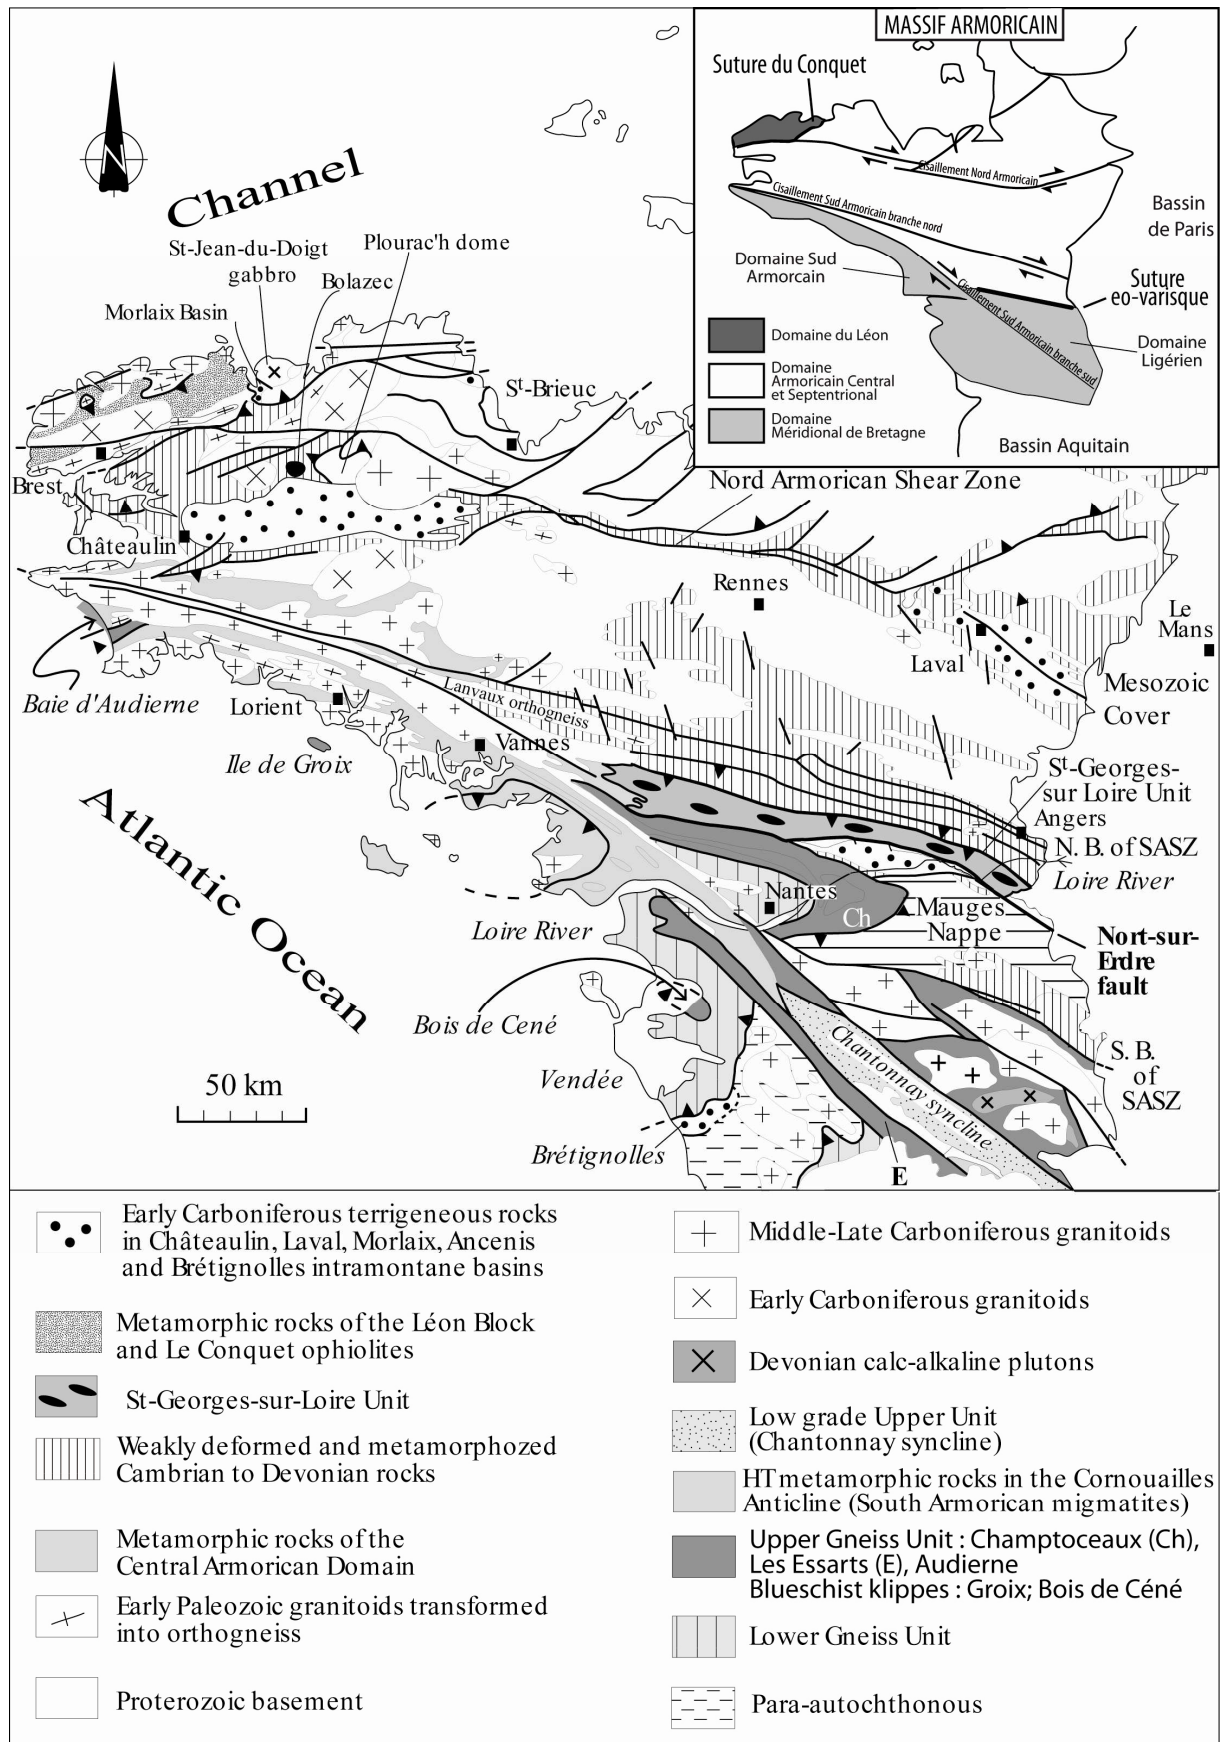 MASSIF ARMORICAIN
Suture du Conquet
Cisaillement Nord Armoricain
Cisaillement Sud Armoricain branche nord
Bassin
de Paris
Domaine Sud
Armorcain
Suture
eo-varisque
Cisaillement Sud Armoricain branche sud
Domaine
Ligérien
Domaine du Léon
Domaine
Armoricain Central
et Septentrional
Domaine
Méridional de Bretagne
Bassin Aquitain
N
Channel
St-Jean-du-Doigt
gabbro
Plourac'h dome
Bolazec
Morlaix Basin
St-Brieuc
Brest
Nord Armorican Shear Zone
Châteaulin
Rennes
Le
Mans
Laval
Baie d'Audierne
Lorient
Lanvaux orthogneiss
Mesozoic
Cover
Vannes
Ile de Groix
St-Georges-
sur Loire Unit
Angers
N. B. of SASZ
Loire River
Atlantic Ocean
Nantes
Ch
Mauges
Nappe
Loire River
Nort-sur-
Erdre
fault
Bois de Cené
Chantonnay syncline
S. B.
of
SASZ
50 km
Vendée
Brétignolles
E
Early Carboniferous terrigeneous rocks
in Châteaulin, Laval, Morlaix, Ancenis
and Brétignolles intramontane basins
Metamorphic rocks of the Léon Block
and Le Conquet ophiolites
St-Georges-sur-Loire Unit
Weakly deformed and metamorphozed
Cambrian to Devonian rocks
Metamorphic rocks of the
Central Armorican Domain
Early Paleozoic granitoids transformed
into orthogneiss
Proterozoic basement
Middle-Late Carboniferous granitoids
Early Carboniferous granitoids
Devonian calc-alkaline plutons
Low grade Upper Unit
(Chantonnay syncline)
HT metamorphic rocks in the Cornouailles
Anticline (South Armorican migmatites)
Upper Gneiss Unit : Champtoceaux (Ch),
Les Essarts (E), Audierne
Blueschist klippes : Groix; Bois de Céné
Lower Gneiss Unit
Para-autochthonous